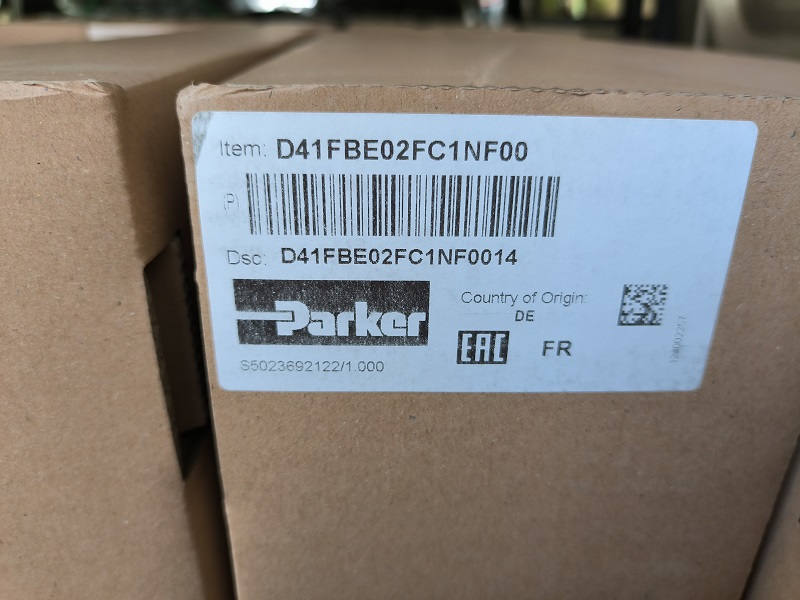 Item: D41FBE02FC1NF00
(P)
Dsc: D41FBE02FC1NF0014
Parker
Country of Origin:
DE
EAC FR
S5023692122/1.000